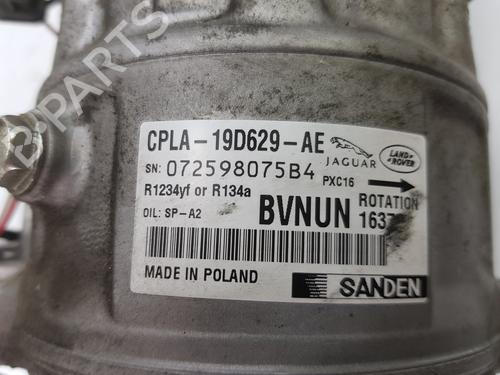 B-PARTS
CPLA-19D629-AE
JAGUAR
LAND ROVER
SN: 072598075B4
PXC16
R1234yf or R134a
ROTATION
OIL: SP-A2
BVNUN
MADE IN POLAND
SANDEN